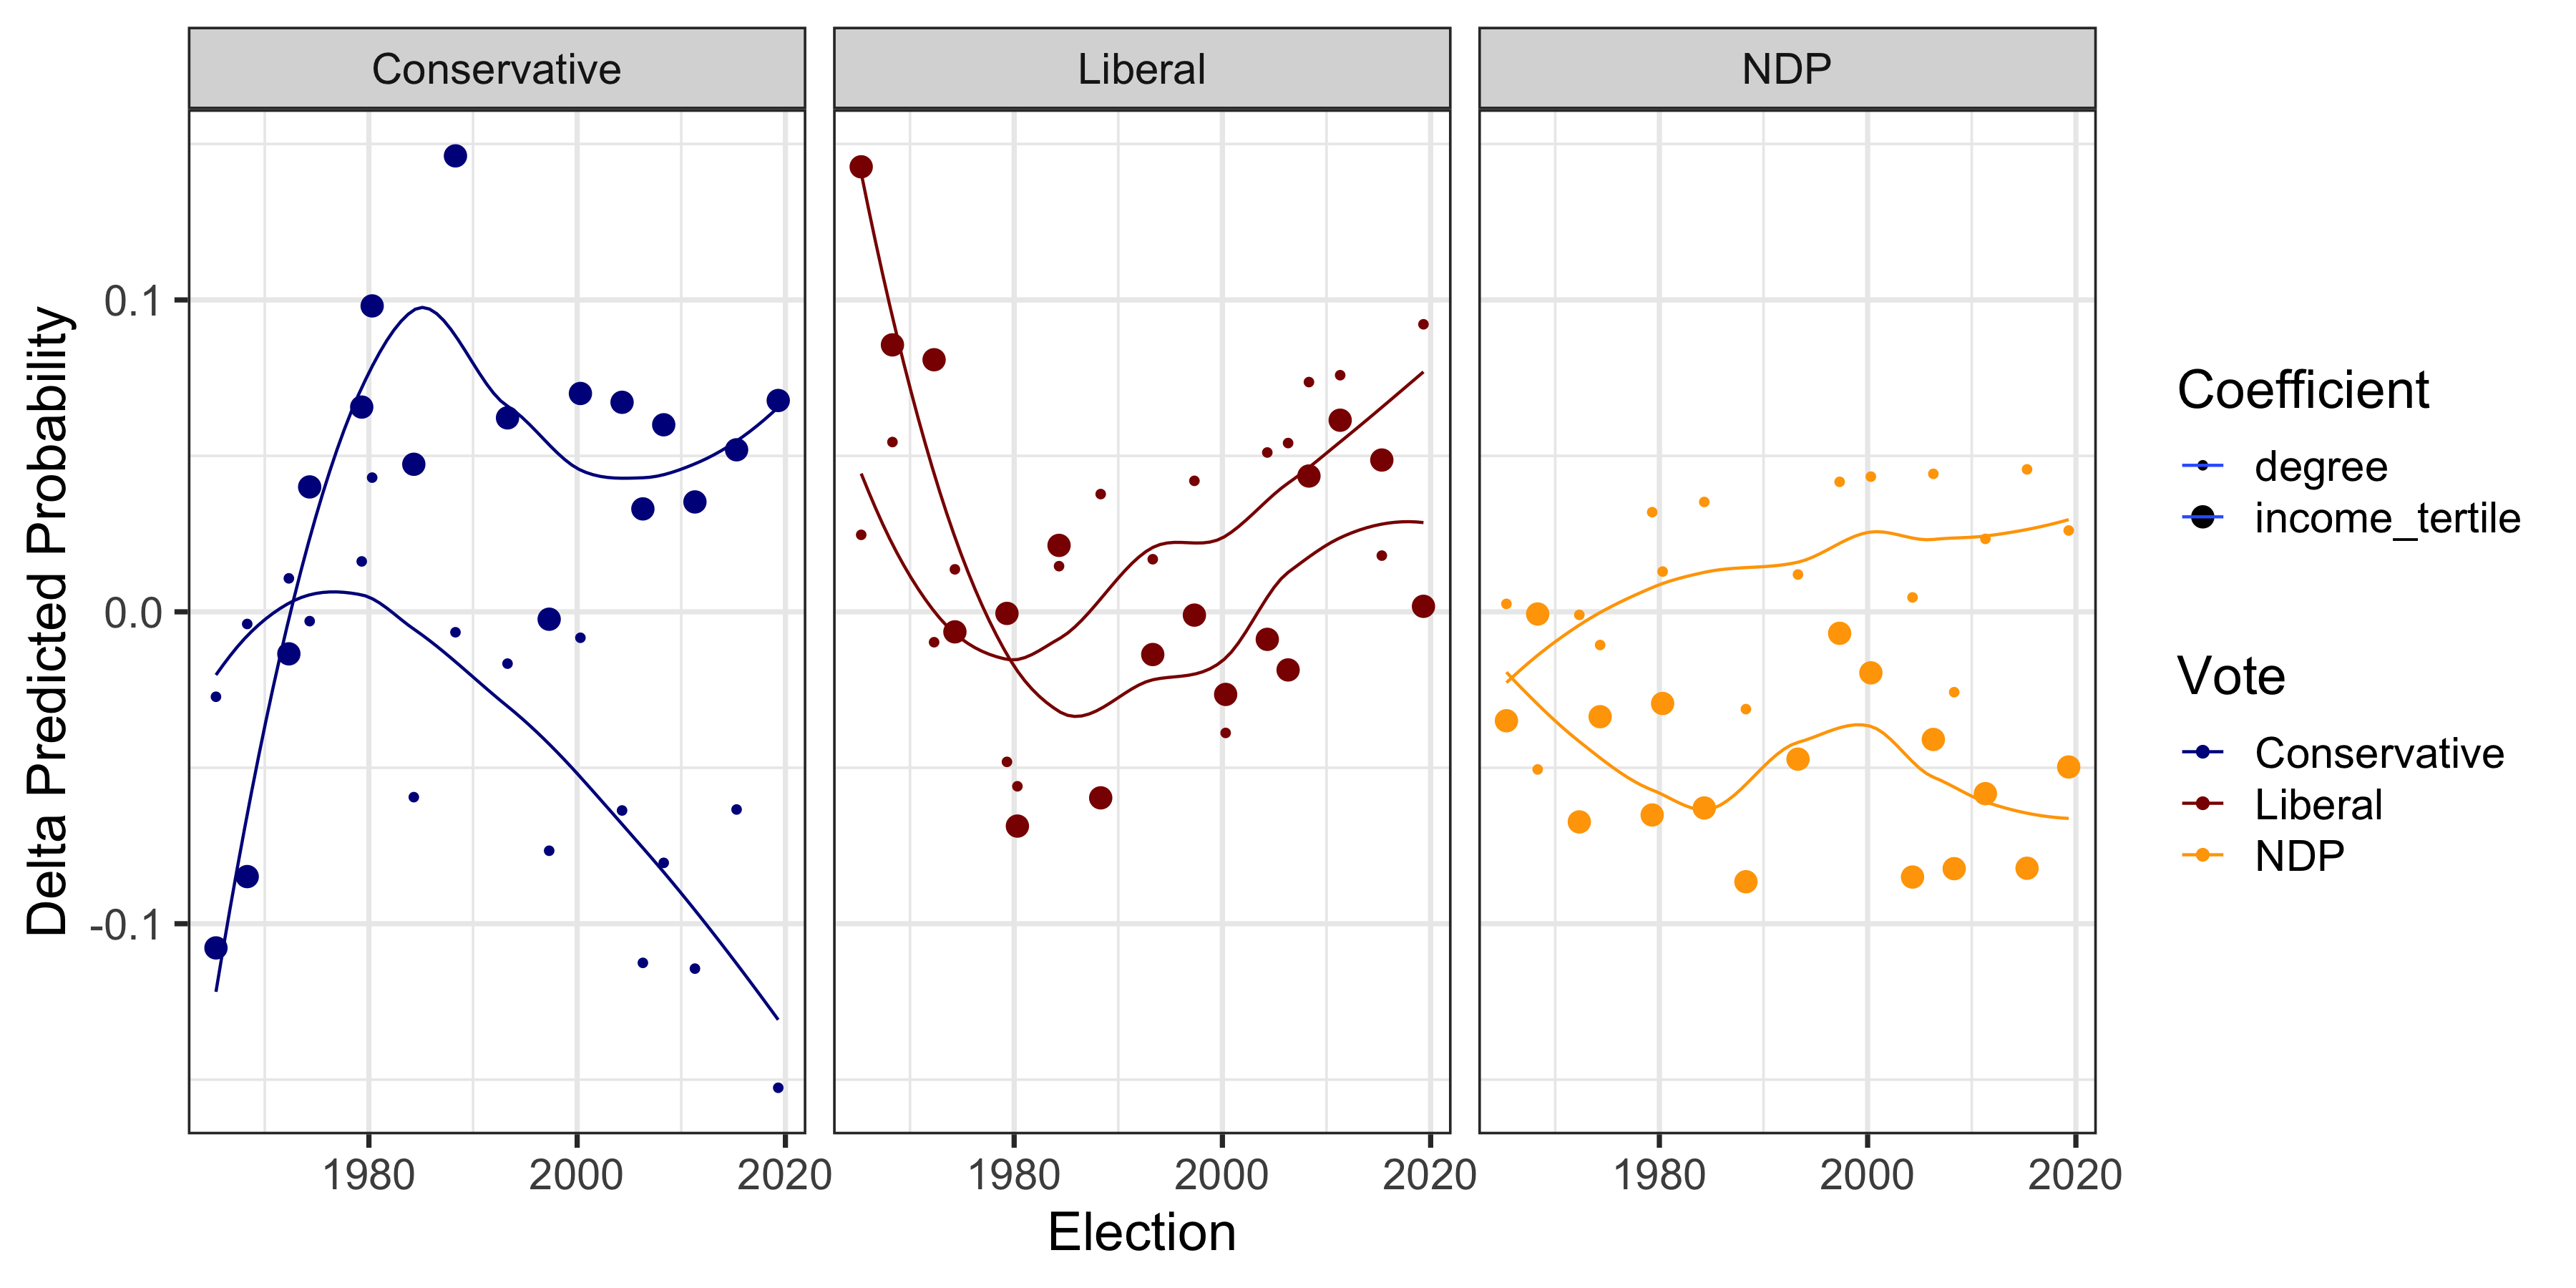 Conservative
Liberal
NDP
Delta Predicted Probability
0.1
0.0
-0.1
1980
2000
2020
1980
2000
2020
1980
2000
2020
Election
Coefficient
degree
income_tertile
Vote
Conservative
Liberal
NDP